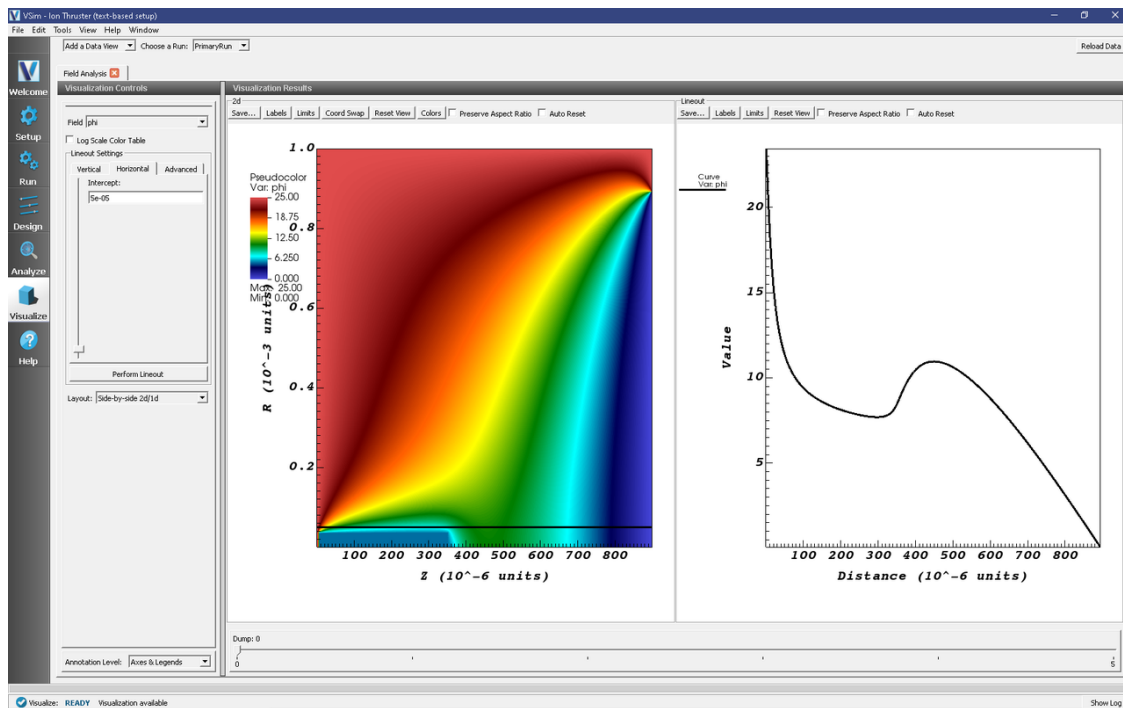 VSim - Ion Thruster (text-based setup)
File Edit Tools View Help Window
Add a Data View Choose a Run: PrimaryRun Reload Data
Welcome
Setup
Run
Design
Analyze
Visualize
Help
Field Analysis
Visualization Controls
Field phi
Log Scale Color Table
Lineout Settings
Vertical Horizontal Advanced
Intercept:
5e-05
Perform Lineout
Layout: Side-by-side 2d/1d
Annotation Level: Axes & Legends
Visualization Results
2d
Save... Labels Limits Coord Swap Reset View Colors Preserve Aspect Ratio Auto Reset
Pseudocolor
Var: phi
25.00
18.75
12.50
6.250
0.000
Max 25.00
Min 0.000
1.0
0.8
0.6
0.4
0.2
R (10^-3 units)
100 200 300 400 500 600 700 800
Z (10^-6 units)
Lineout
Save... Labels Limits Reset View Preserve Aspect Ratio Auto Reset
Curve
Var: phi
20
15
10
5
Value
100 200 300 400 500 600 700 800
Distance (10^-6 units)
Dump: 0
0 5
Visualize: READY Visualization available Show Log